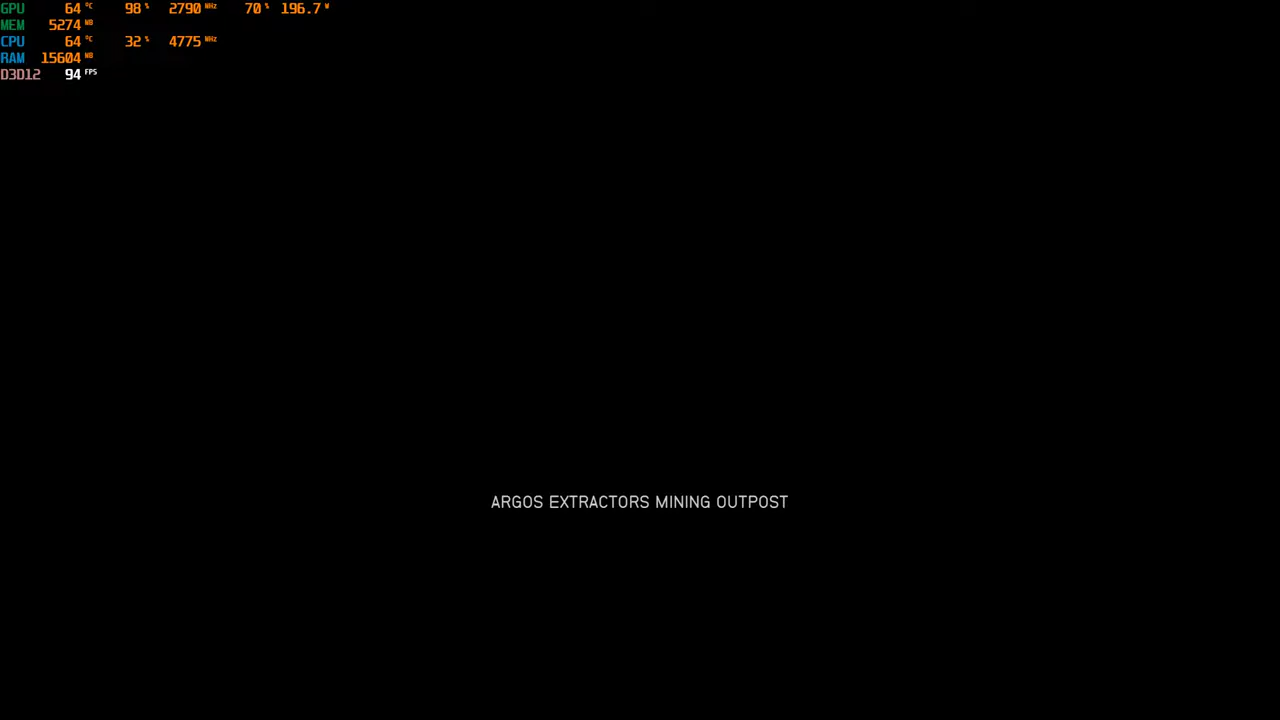 GPU 64 °C 98 % 2790 MHz 70 % 196.7 W
MEM 5274 MB
CPU 64 °C 32 % 4775 MHz
RAM 15604 MB
D3D12 94 FPS
ARGOS EXTRACTORS MINING OUTPOST